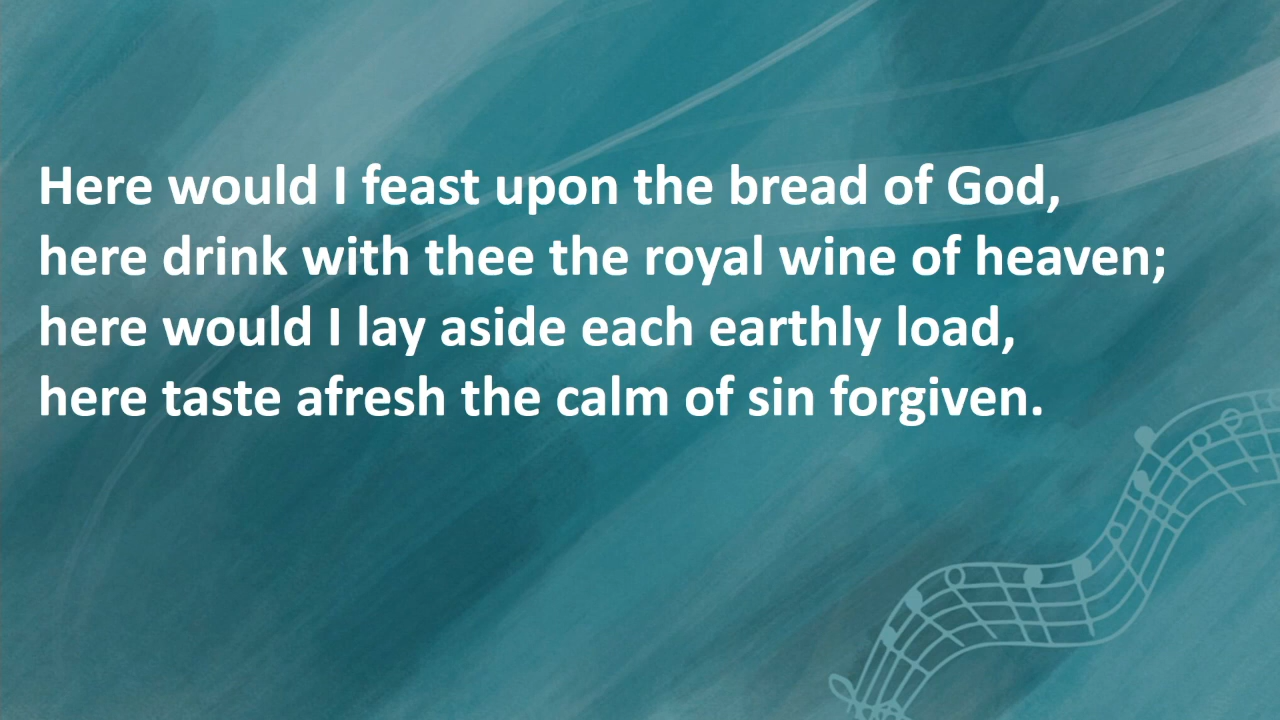 Here would I feast upon the bread of God,
here drink with thee the royal wine of heaven;
here would I lay aside each earthly load,
here taste afresh the calm of sin forgiven.